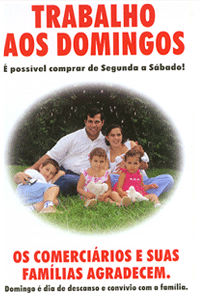 TRABALHO
AOS DOMINGOS
É possível comprar de Segunda a Sábado!
OS COMERCIÁRIOS E SUAS
FAMÍLIAS AGRADECEM.
Domingo é dia de descanso e convívio com a família.